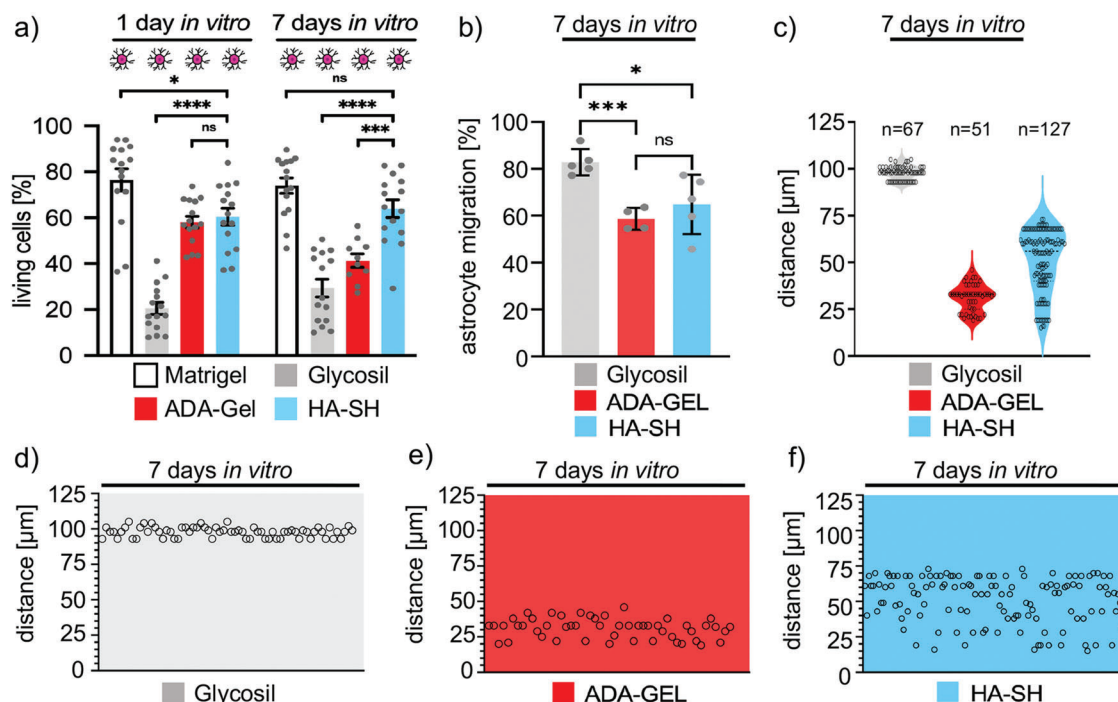 a)
1 day in vitro
7 days in vitro
*
ns
****
****
ns
***
living cells [%]
100
80
60
40
20
0
Matrigel
Glycosil
ADA-Gel
HA-SH
b)
7 days in vitro
*
***
ns
astrocyte migration [%]
100
80
60
40
20
0
Glycosil
ADA-GEL
HA-SH
c)
7 days in vitro
n=67
n=51
n=127
distance [µm]
125
100
75
50
25
0
Glycosil
ADA-GEL
HA-SH
d)
7 days in vitro
distance [µm]
125
100
75
50
25
0
Glycosil
e)
7 days in vitro
distance [µm]
125
100
75
50
25
0
ADA-GEL
f)
7 days in vitro
distance [µm]
125
100
75
50
25
0
HA-SH